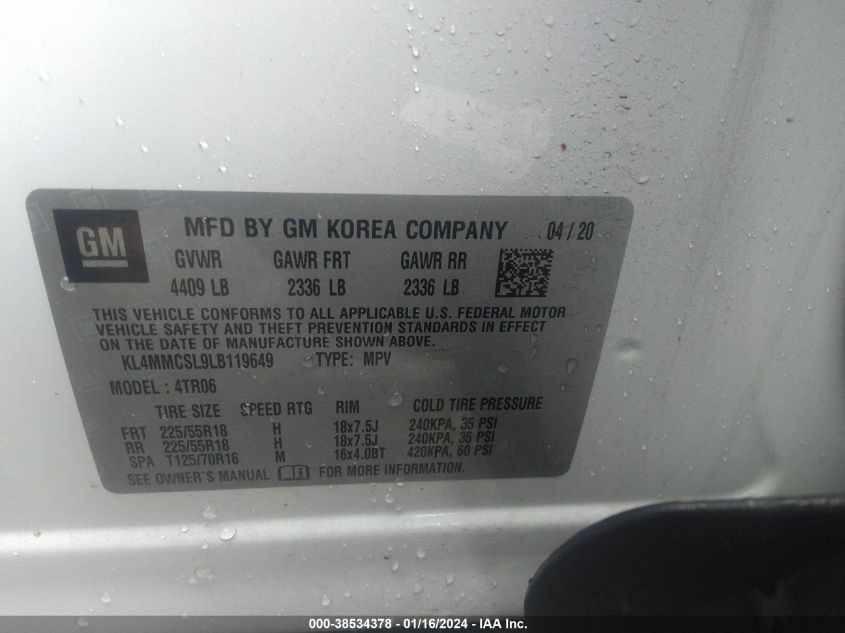 GM
MFD BY GM KOREA COMPANY 04 / 20
GVWR GAWR FRT GAWR RR
4409 LB 2336 LB 2336 LB
THIS VEHICLE CONFORMS TO ALL APPLICABLE U.S. FEDERAL MOTOR
VEHICLE SAFETY AND THEFT PREVENTION STANDARDS IN EFFECT
ON THE DATE OF MANUFACTURE SHOWN ABOVE.
KL4MMCSL9LB119649 TYPE: MPV
MODEL : 4TR06
TIRE SIZE SPEED RTG RIM COLD TIRE PRESSURE
FRT 225/55R18 H 18x7.5J 240KPA, 35 PSI
RR 225/55R18 H 18x7.5J 240KPA, 35 PSI
SPA T125/70R16 M 16x4.0BT 420KPA, 60 PSI
SEE OWNER'S MANUAL FOR MORE INFORMATION.
000-38534378 - 01/16/2024 - IAA Inc.